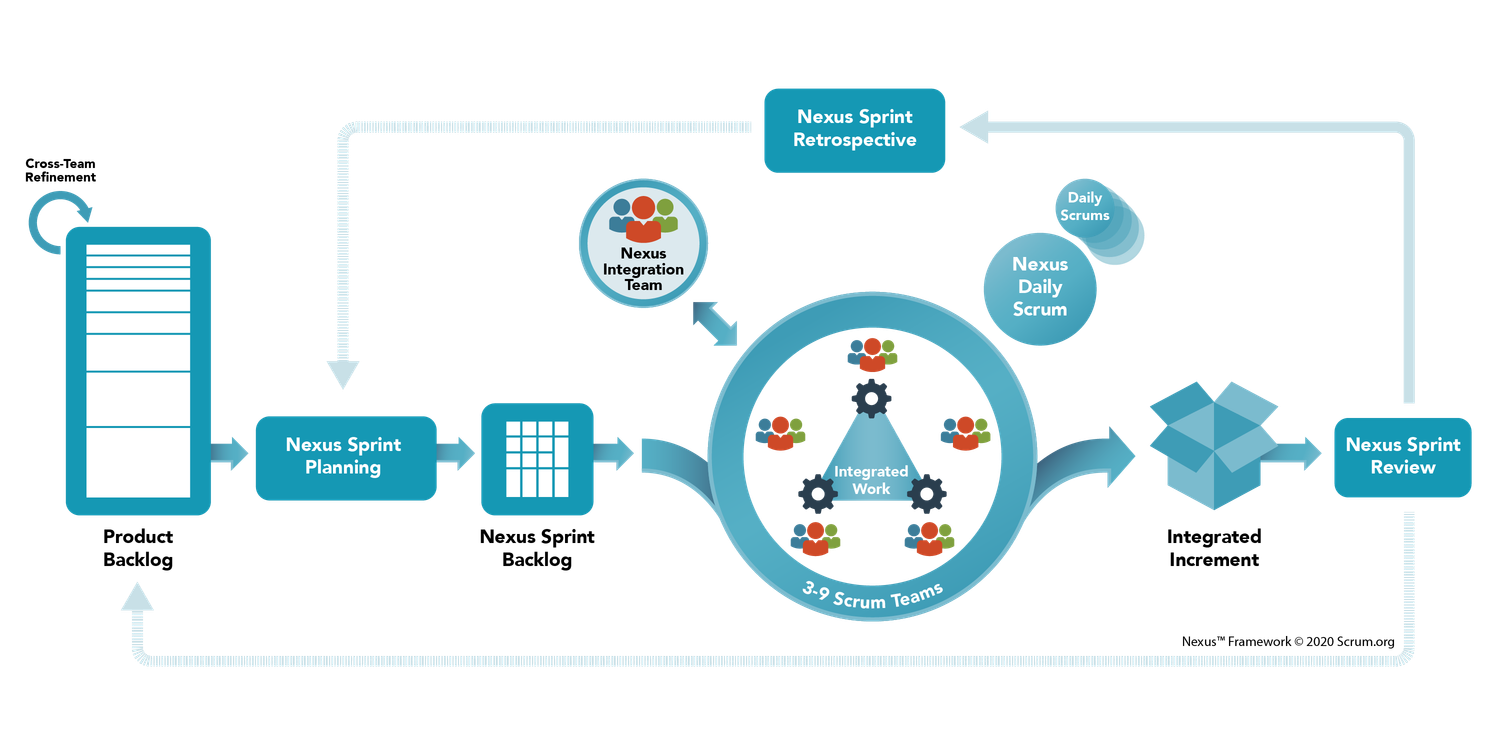 Nexus Sprint
Retrospective
Cross-Team
Refinement
Daily
Scrums
Nexus
Integration
Team
Nexus
Daily
Scrum
Nexus Sprint
Planning
Integrated
Work
Nexus Sprint
Review
Product
Backlog
Nexus Sprint
Backlog
Integrated
Increment
3-9 Scrum Teams
Nexus™ Framework © 2020 Scrum.org